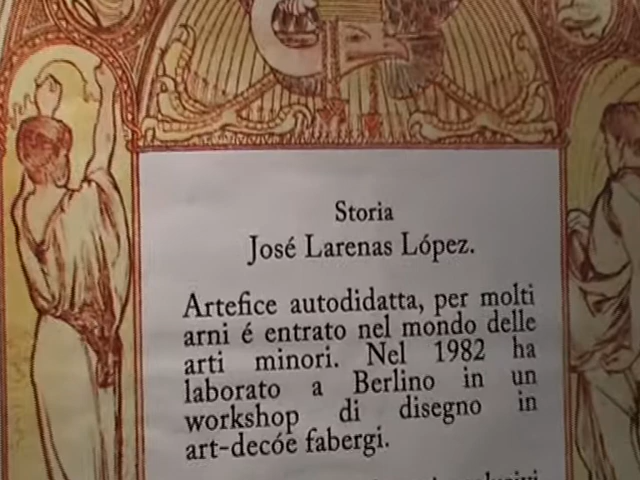 Storia
José Larenas López.
Artefice autodidatta, per molti
arni é entrato nel mondo delle
arti minori. Nel 1982 ha
laborato a Berlino in un
workshop di disegno in
art-decóe fabergi.